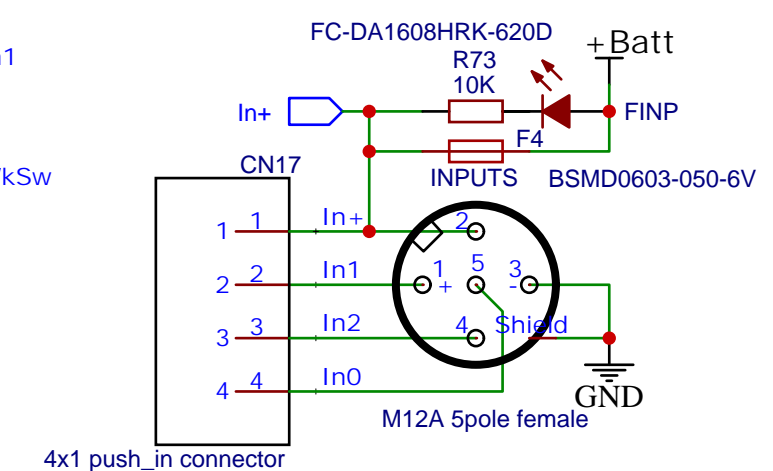 FC-DA1608HRK-620D
+Batt
R73
10K
In+
FINP
F4
INPUTS
BSMD0603-050-6V
CN17
kSw
1 1 In+ 2
2 2 In1 1 + 5 3 -
3 3 In2 4 Shield
4 4 In0
GND
M12A 5pole female
4x1 push_in connector